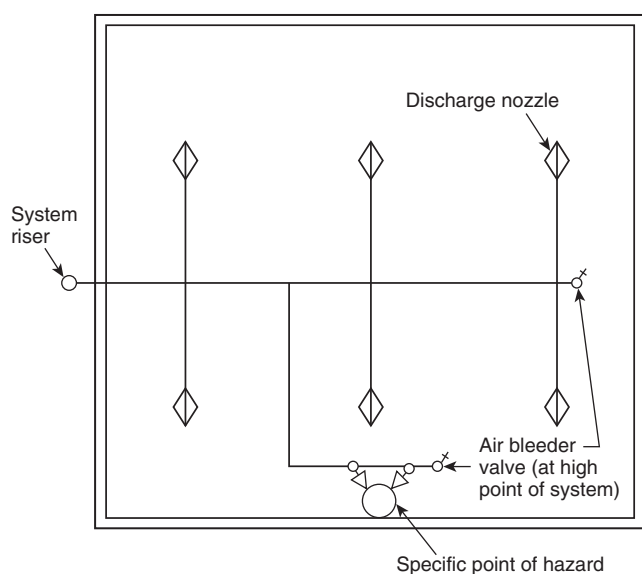 Discharge nozzle
System
riser
Air bleeder
valve (at high
point of system)
Specific point of hazard